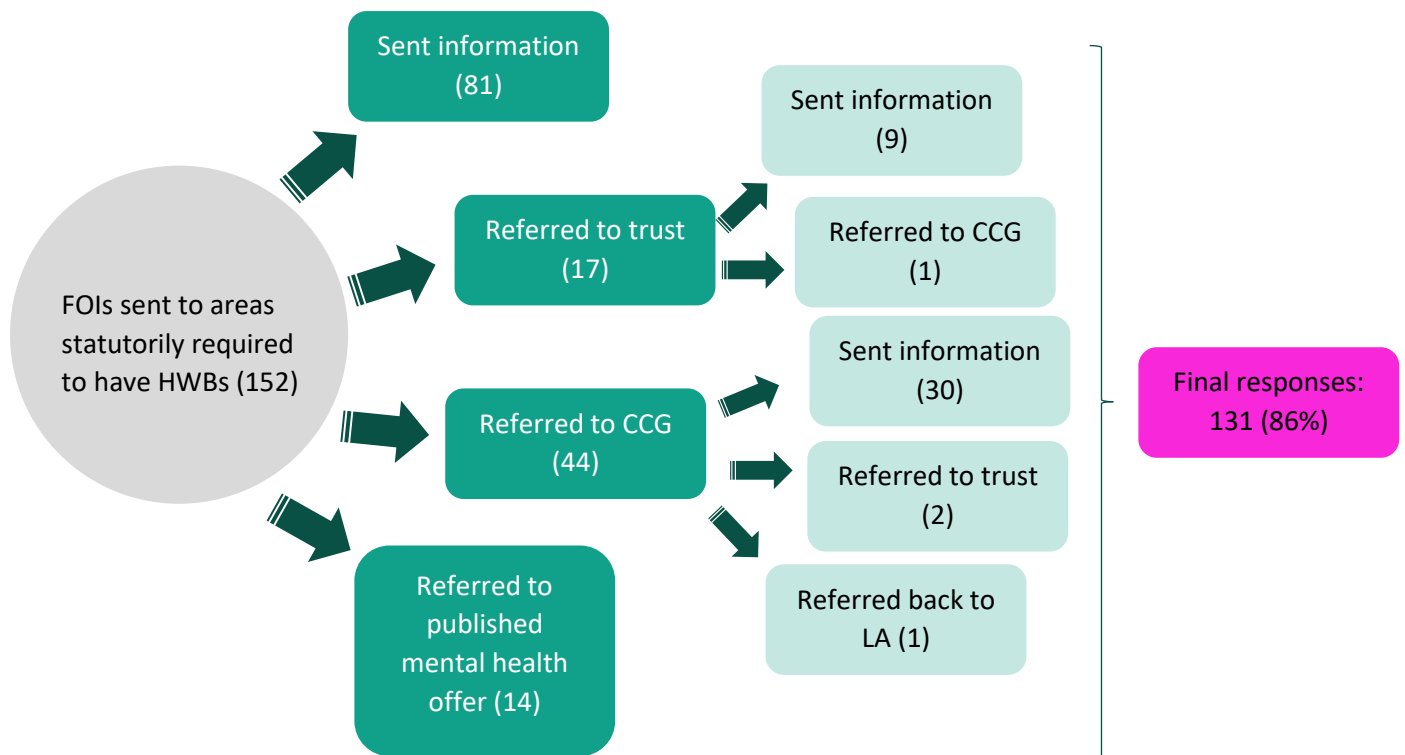 FOIs sent to areas
statutorily required
to have HWBs (152)
Sent information
(81)
Referred to trust
(17)
Referred to CCG
(44)
Referred to
published
mental health
offer (14)
Sent information
(9)
Referred to CCG
(1)
Sent information
(30)
Referred to trust
(2)
Referred back to
LA (1)
Final responses:
131 (86%)